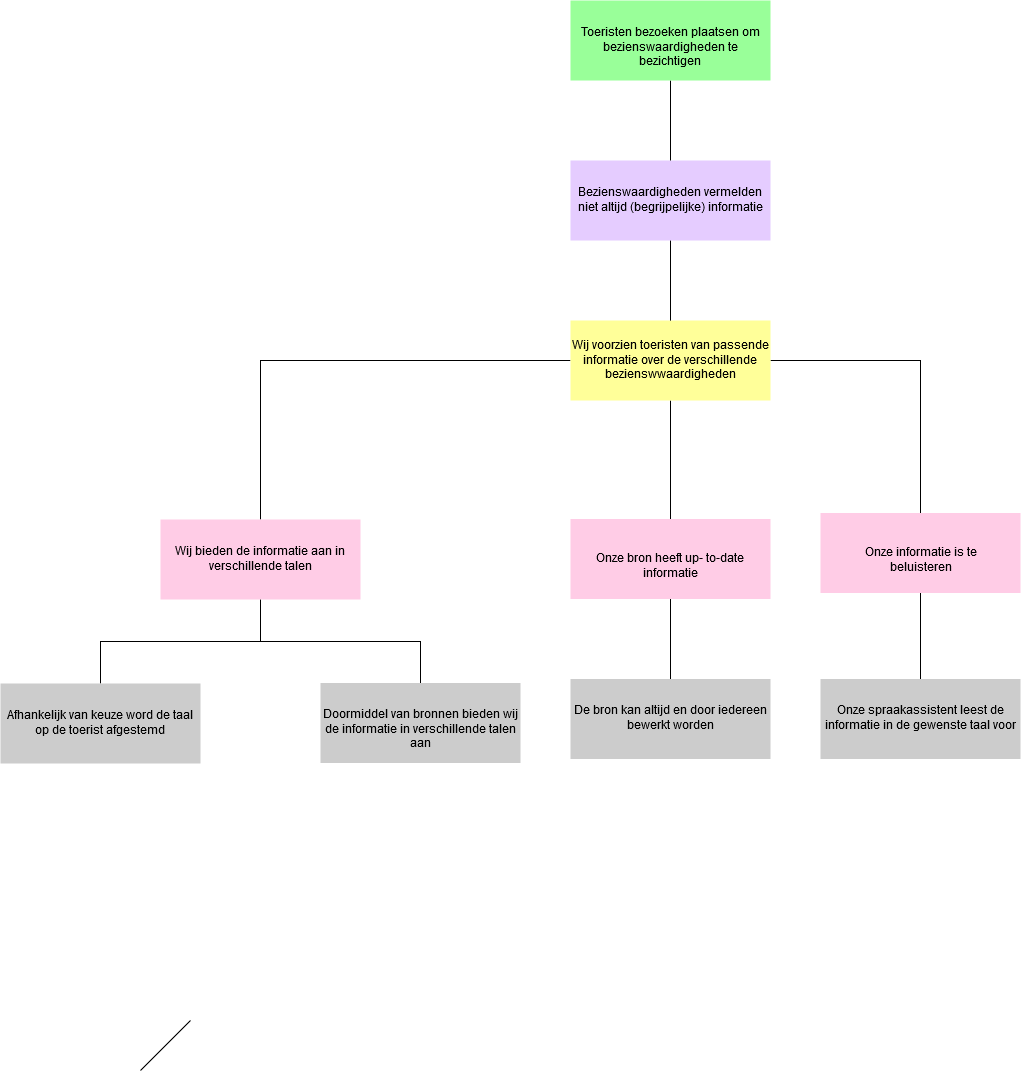 Toeristen bezoeken plaatsen om
bezienswaardigheden te
bezichtigen
Bezienswaardigheden vermelden
niet altijd (begrijpelijke) informatie
Wij voorzien toeristen van passende
informatie over de verschillende
bezienswwaardigheden
Wij bieden de informatie aan in
verschillende talen
Onze bron heeft up- to-date
informatie
Onze informatie is te
beluisteren
Afhankelijk van keuze word de taal
op de toerist afgestemd
Doormiddel van bronnen bieden wij
de informatie in verschillende talen
aan
De bron kan altijd en door iedereen
bewerkt worden
Onze spraakassistent leest de
informatie in de gewenste taal voor